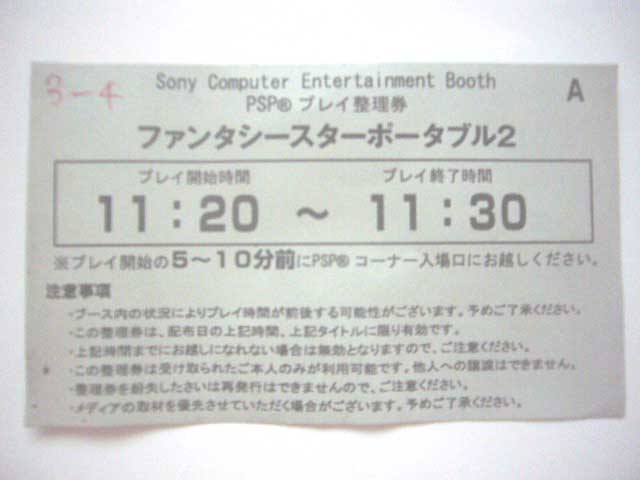 3-4
Sony Computer Entertainment Booth
A
PSP® プレイ整理券
ファンタシースターポータブル2
プレイ開始時間 プレイ終了時間
11:20 ～ 11:30
※プレイ開始の5～10分前にPSP® コーナー入場口にお越しください。
注意事項
・ブース内の状況によりプレイ時間が前後する可能性がございます。予めご了承ください。
・この整理券は、配布日の上記時間、上記タイトルに限り有効です。
・上記時間までにお越しになれない場合は無効となりますので、ご注意ください。
・この整理券は受け取られたご本人のみが利用可能です。他人への譲渡はできません。
・整理券を紛失したさいは再発行はできませんので、ご注意ください。
・メディアの取材を優先させていただく場合がございます。予めご了承ください。